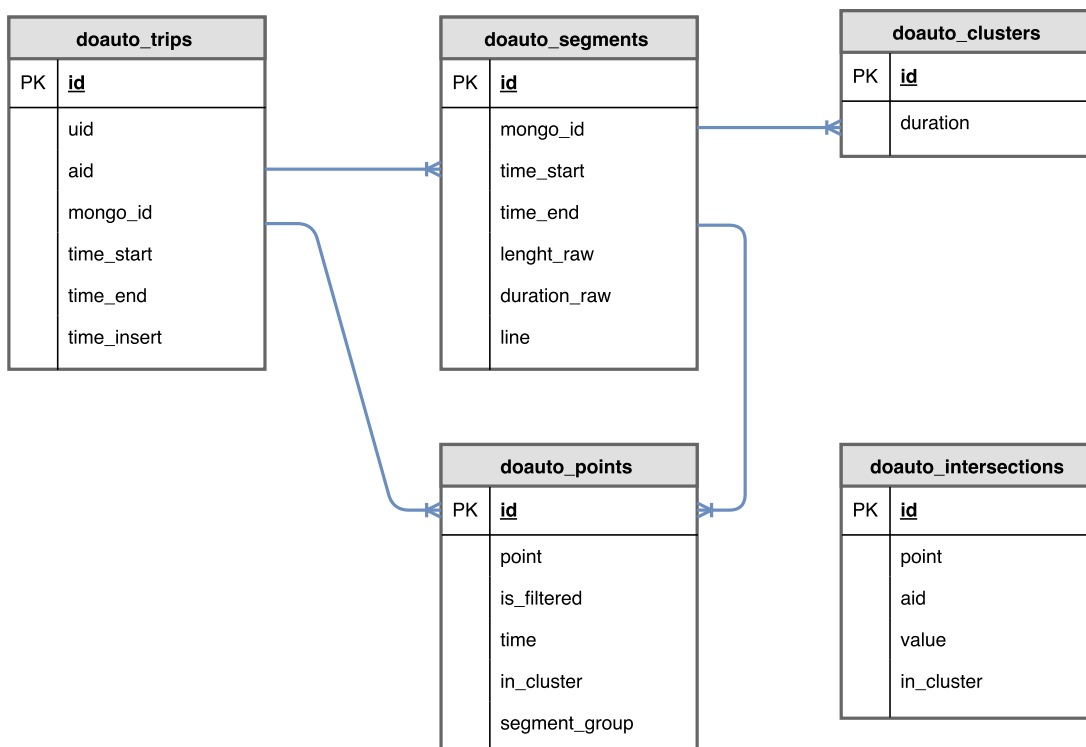 doauto_trips
PK id
uid
aid
mongo_id
time_start
time_end
time_insert
doauto_segments
PK id
mongo_id
time_start
time_end
lenght_raw
duration_raw
line
doauto_clusters
PK id
duration
doauto_points
PK id
point
is_filtered
time
in_cluster
segment_group
doauto_intersections
PK id
point
aid
value
in_cluster